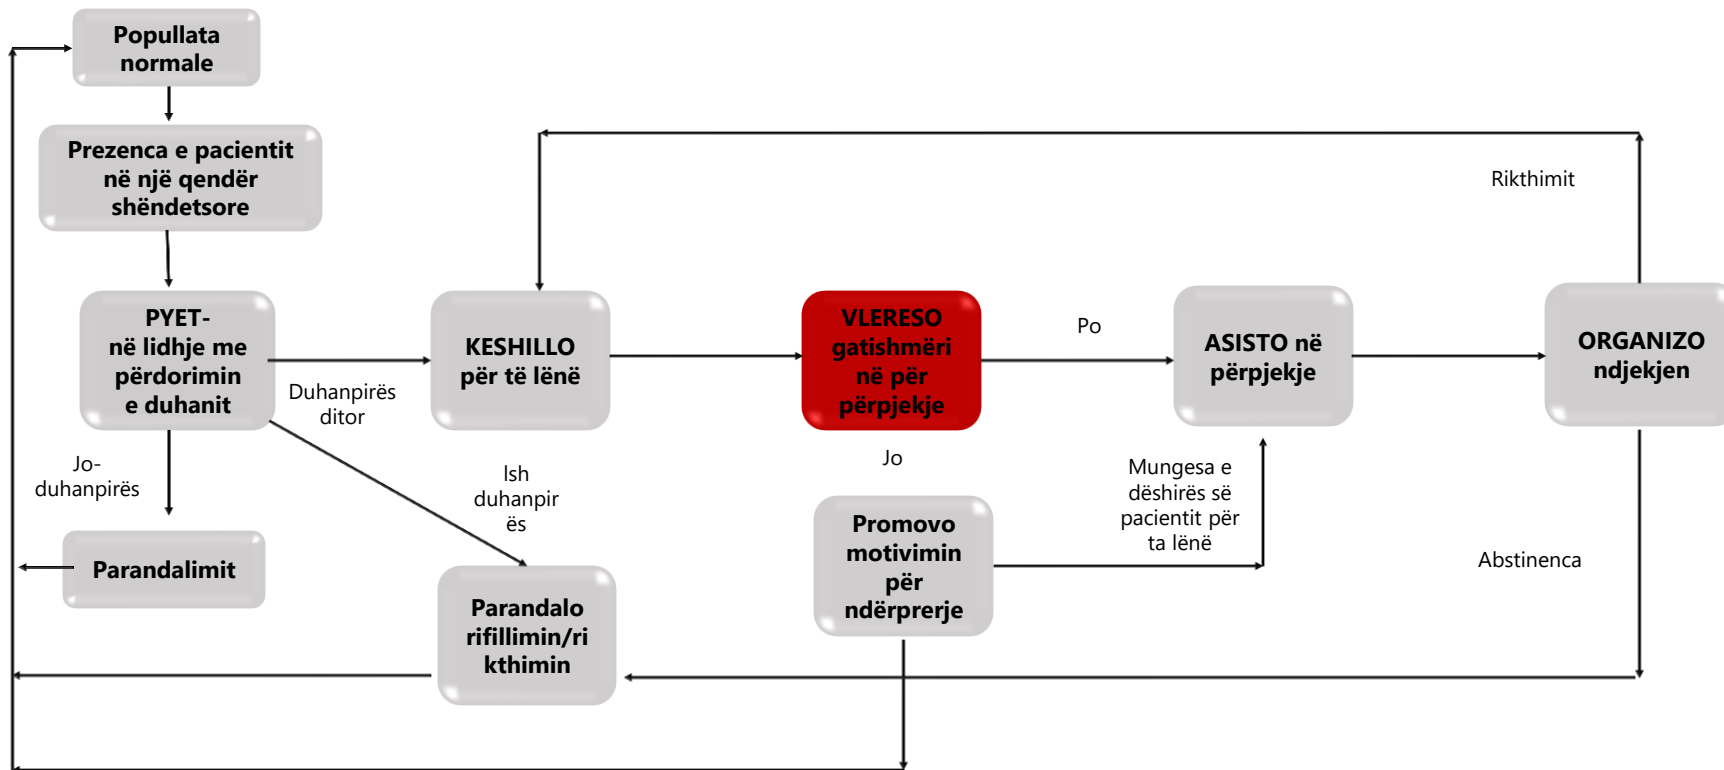 Popullata
normale
Prezenca e pacientit
në një qendër
shëndetsore
Rikthimit
PYET-
në lidhje me
përdorimin
e duhanit
Duhanpirës
ditor
KESHILLO
për të lënë
VLERESO
gatishmëri
në për
përpjekje
Po
ASISTO në
përpjekje
ORGANIZO
ndjekjen
Jo-
duhanpirës
Ish
duhanpir
ës
Jo
Mungesa e
dëshirës së
pacientit për
ta lënë
Parandalimit
Parandalo
rifillimin/ri
kthimin
Promovo
motivimin
për
ndërprerje
Abstinenca